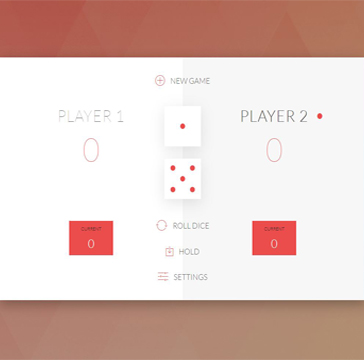 NEW GAME
PLAYER 1
0
PLAYER 2
0
CURRENT
0
ROLL DICE
HOLD
SETTINGS
CURRENT
0